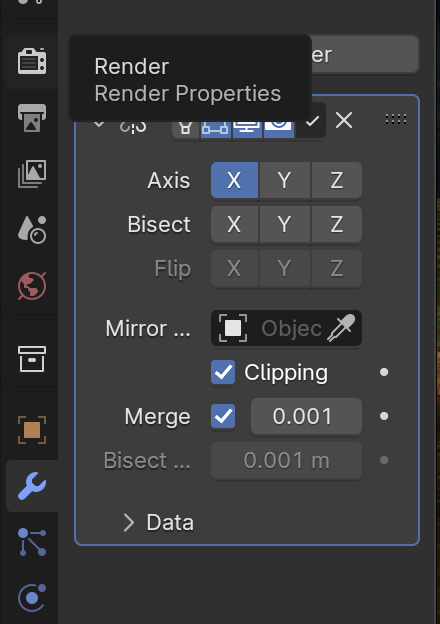 Render
Render Properties
er
Axis X Y Z
Bisect X Y Z
Flip X Y Z
Mirror ... Objec
Clipping
Merge 0.001
Bisect ... 0.001 m
Data